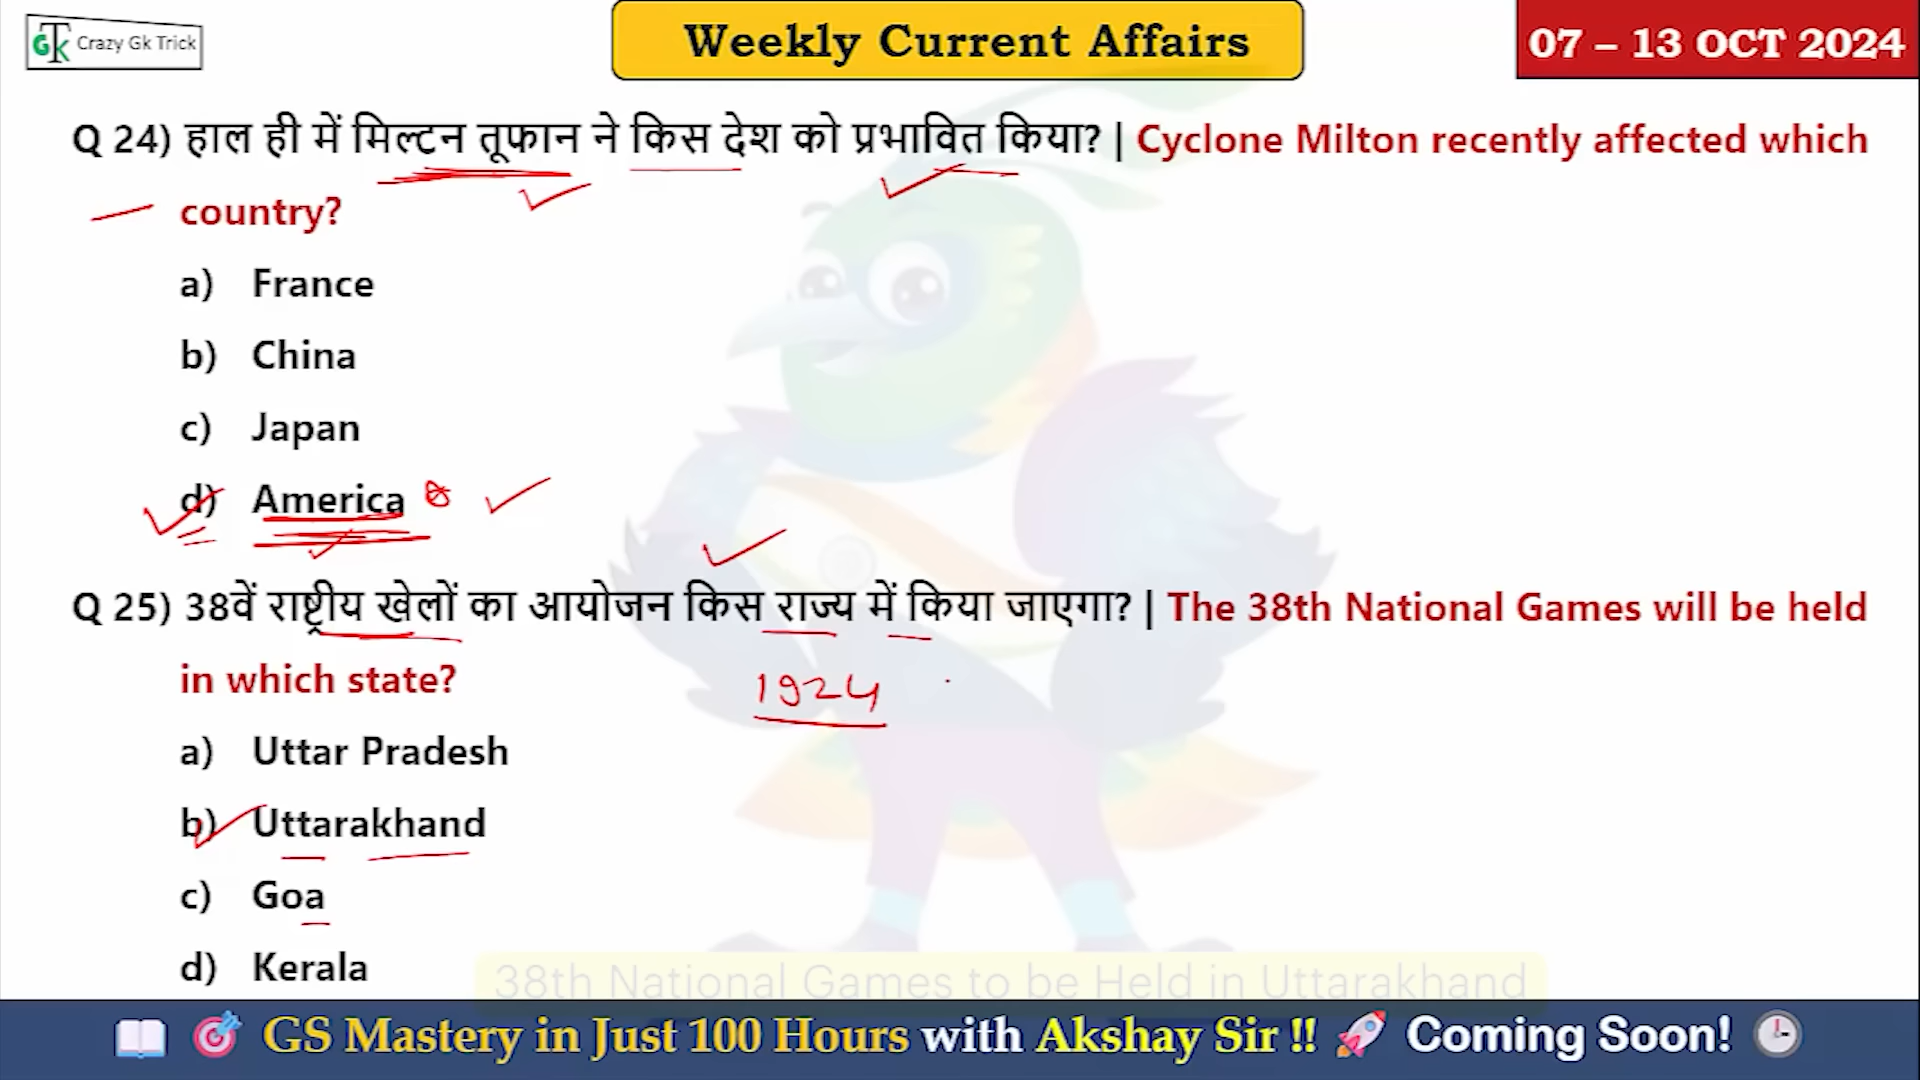 GTK Crazy Gk Trick
Weekly Current Affairs
07 – 13 OCT 2024
Q 24) हाल ही में मिल्टन तूफान ने किस देश को प्रभावित किया? | Cyclone Milton recently affected which
country?
a) France
b) China
c) Japan
d) America
Q 25) 38वें राष्ट्रीय खेलों का आयोजन किस राज्य में किया जाएगा? | The 38th National Games will be held
in which state?
1924
a) Uttar Pradesh
b) Uttarakhand
c) Goa
d) Kerala
38th National Games to be Held in Uttarakhand
GS Mastery in Just 100 Hours with Akshay Sir !! Coming Soon!